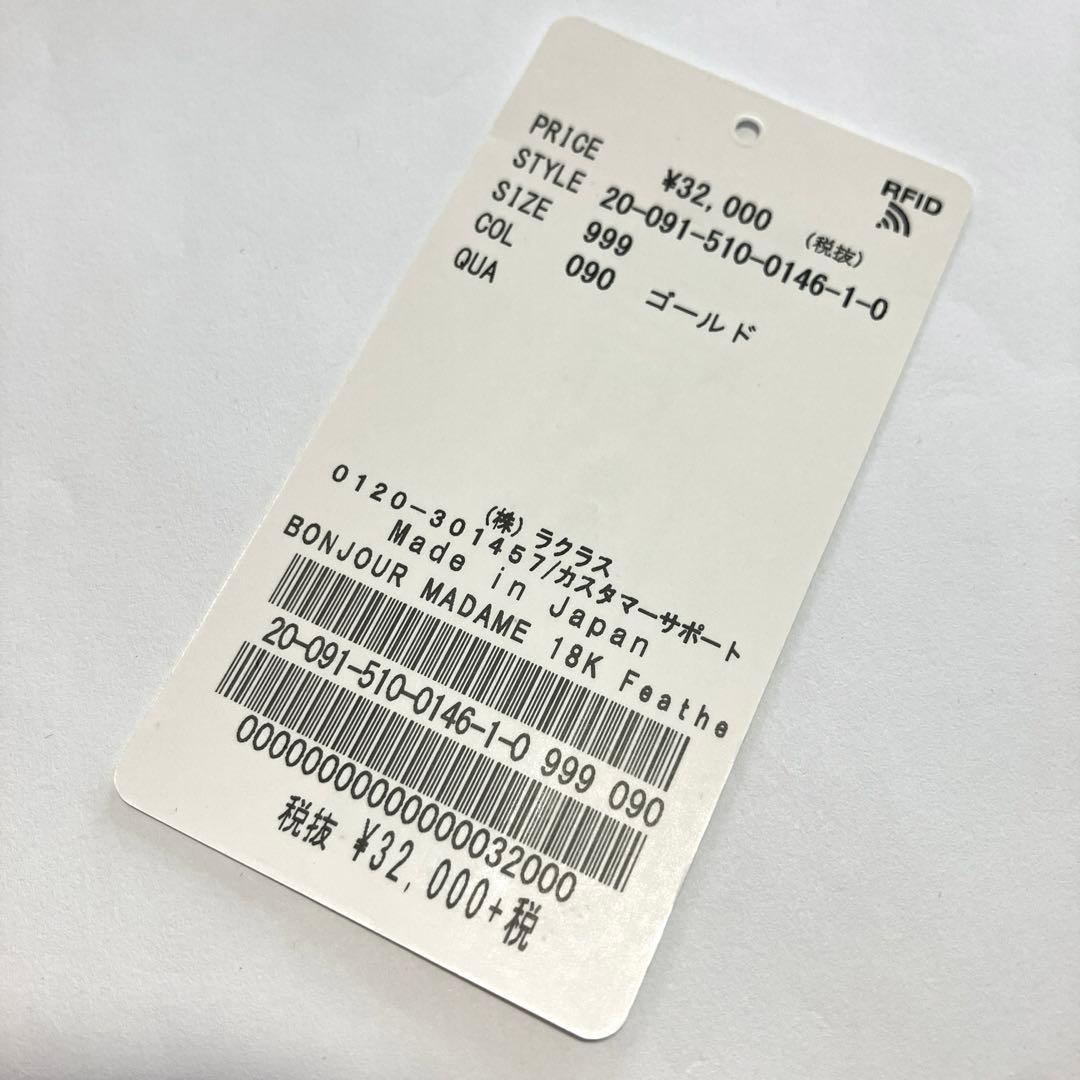 RFID
PRICE ¥32,000 (税抜)
STYLE 20-091-510-0146-1-0
SIZE 999
COL 090 ゴールド
QUA
(株)ラクラス
0120-301457/カスタマーサポート
Made in Japan
BONJOUR MADAME 18K Feathe
20-091-510-0146-1-0 999 090
0000000000000032000
税抜 ¥32,000+税